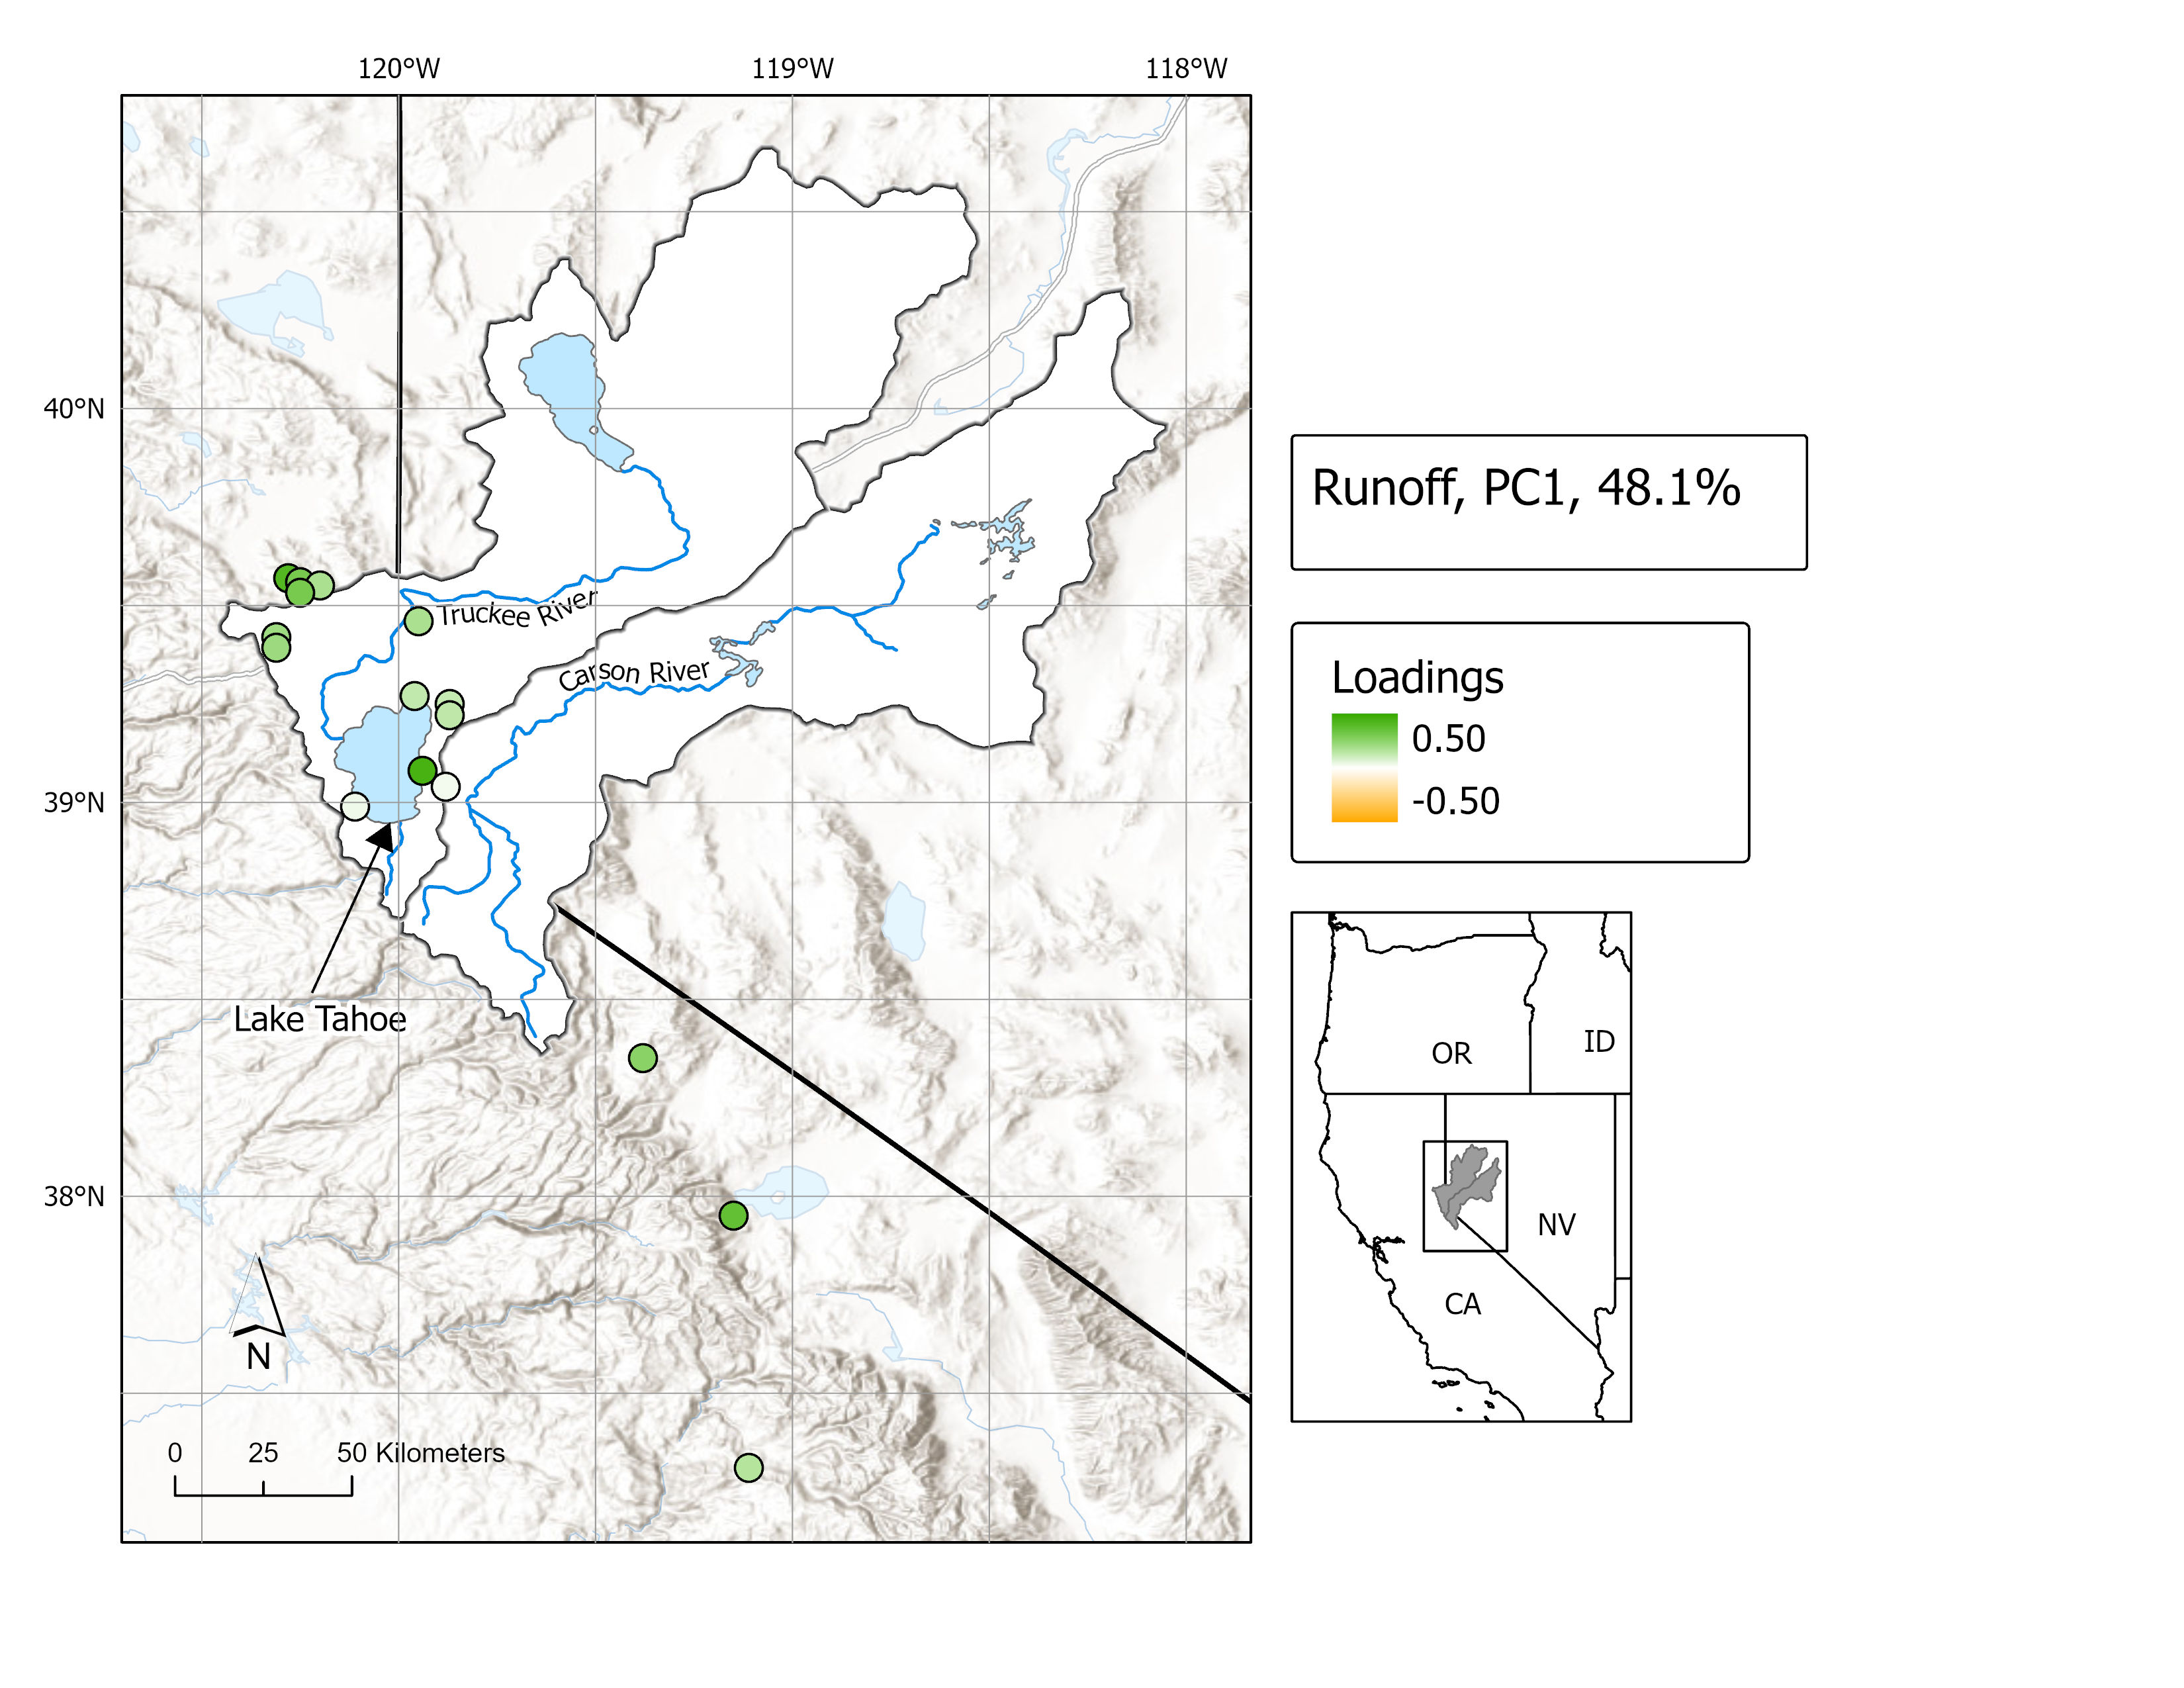 120°W 119°W 118°W
40°N
39°N
38°N
Truckee River
Carson River
Lake Tahoe
N
0 25 50 Kilometers
Runoff, PC1, 48.1%
Loadings
0.50
-0.50
OR
ID
NV
CA